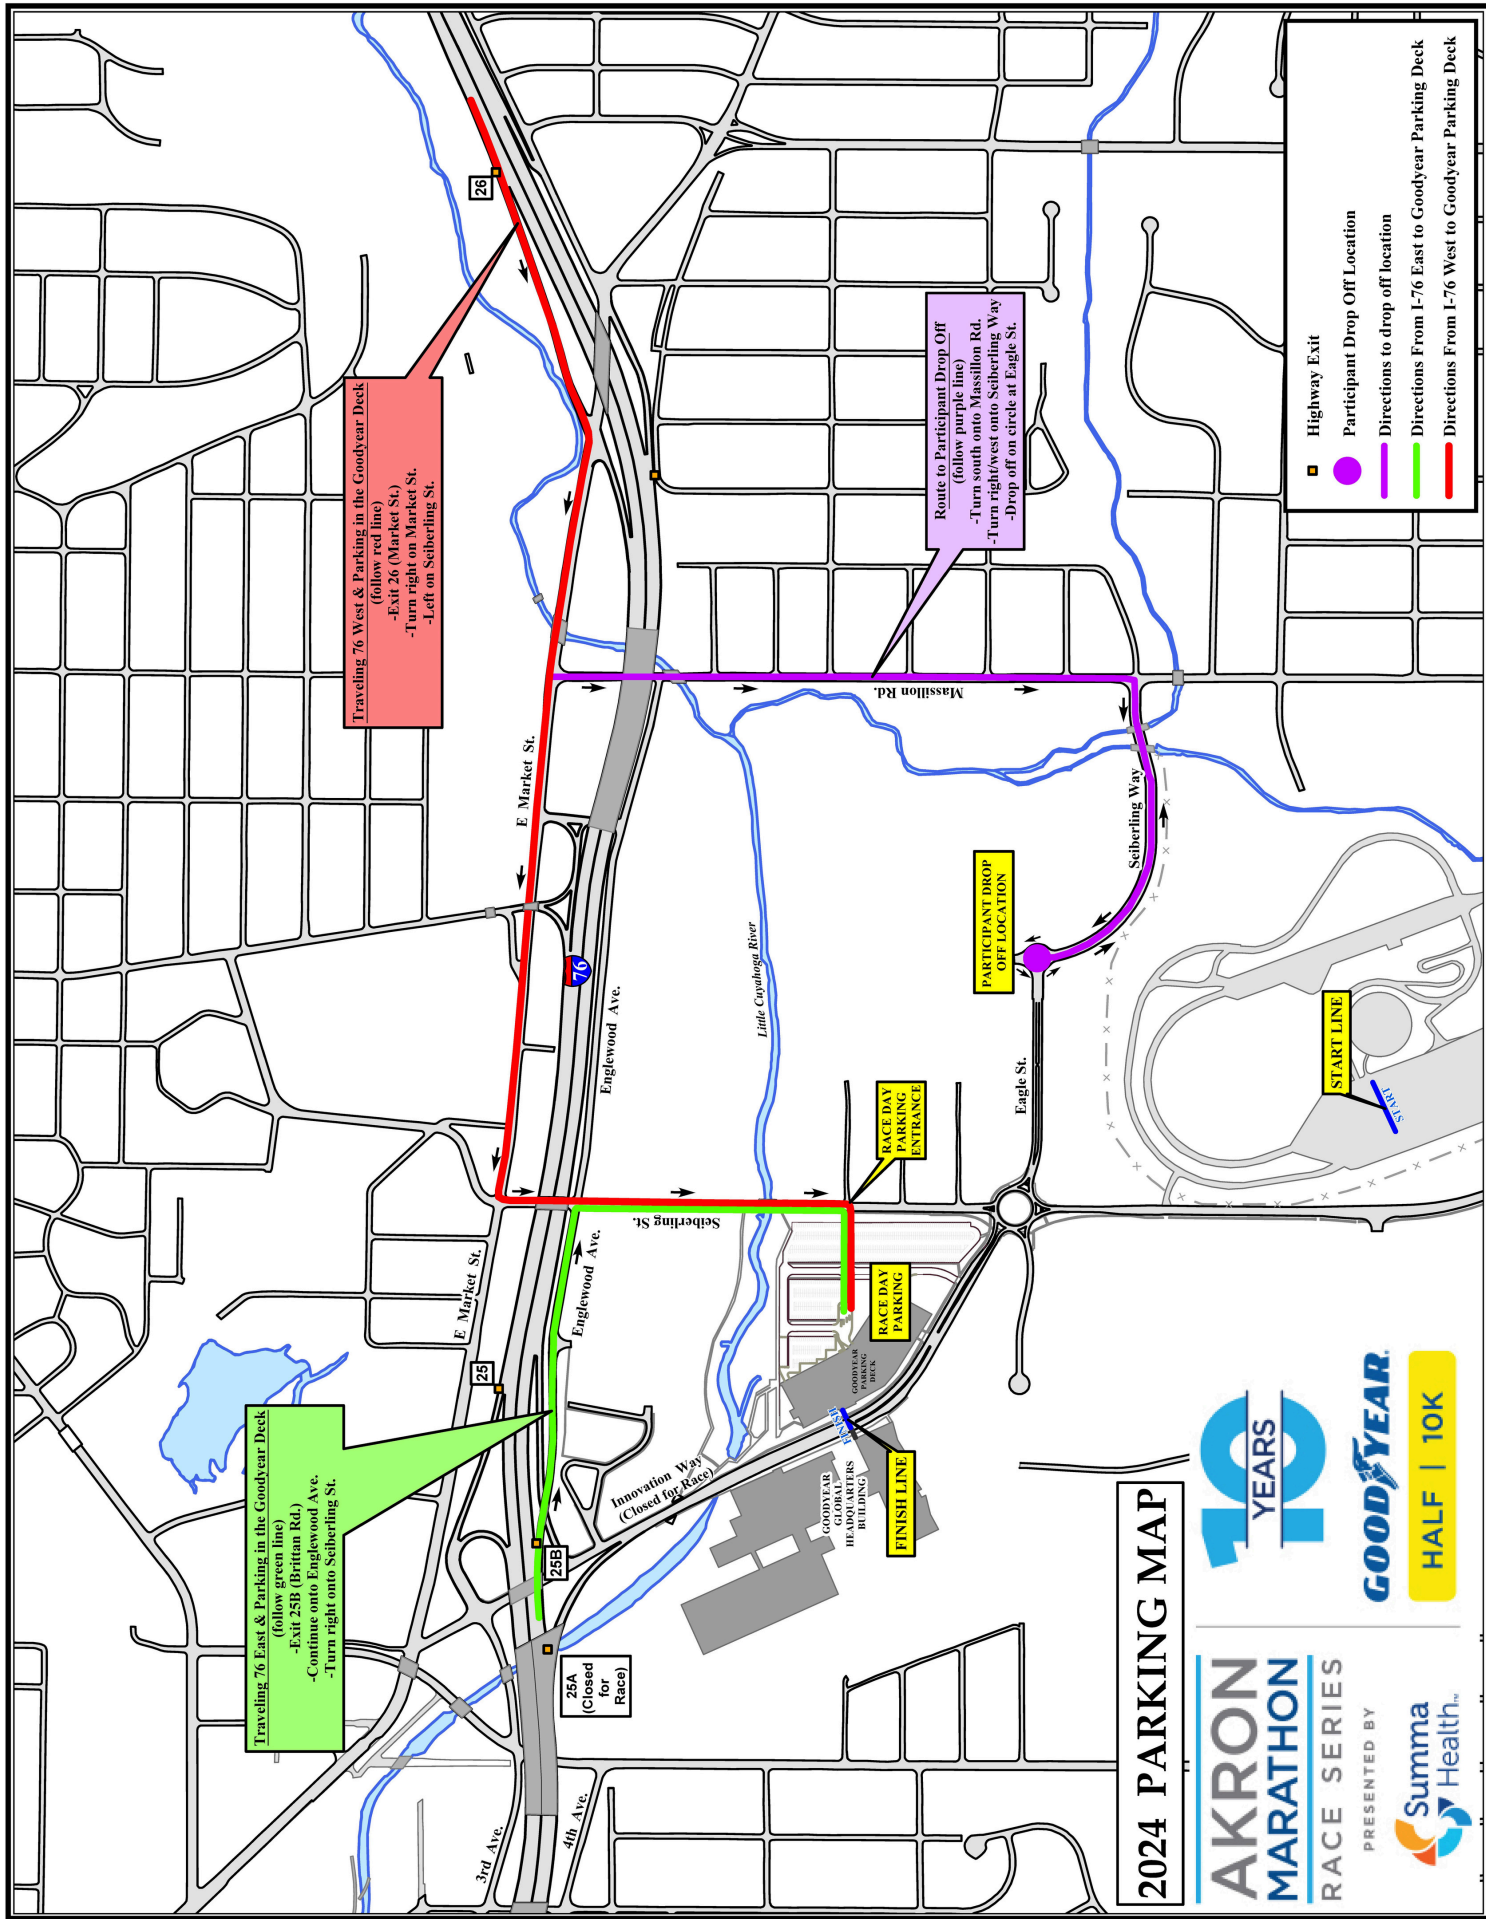 Traveling 76 East & Parking in the Goodyear Deck
(follow green line)
-Exit 25B (Brittan Rd.)
-Continue onto Englewood Ave.
-Turn right onto Seiberling St.
Traveling 76 West & Parking in the Goodyear Deck
(follow red line)
-Exit 26 (Market St.)
-Turn right on Market St.
-Left on Seiberling St.
26
25
E Market St.
E Market St.
3rd Ave.
4th Ave.
25A
(Closed
for
Race)
25B
Englewood Ave.
76
Englewood Ave.
Innovation Way
(Closed for Race)
Seiberling St.
Little Cuyahoga River
Massillon Rd.
GOODYEAR
GLOBAL
HEADQUARTERS
BUILDING
FINISH
FINISH LINE
GOODYEAR
PARKING
DECK
RACE DAY
PARKING
RACE DAY
PARKING
ENTRANCE
Route to Participant Drop Off
(follow purple line)
-Turn south onto Massillon Rd.
-Turn right/west onto Seiberling Way
-Drop off on circle at Eagle St.
PARTICIPANT DROP
OFF LOCATION
Eagle St.
Seiberling Way
START LINE
START
2024 PARKING MAP
AKRON
MARATHON
RACE SERIES
PRESENTED BY
Summa
Health™
10
YEARS
GOODYEAR
HALF | 10K
Highway Exit
Participant Drop Off Location
Directions to drop off location
Directions From I-76 East to Goodyear Parking Deck
Directions From I-76 West to Goodyear Parking Deck